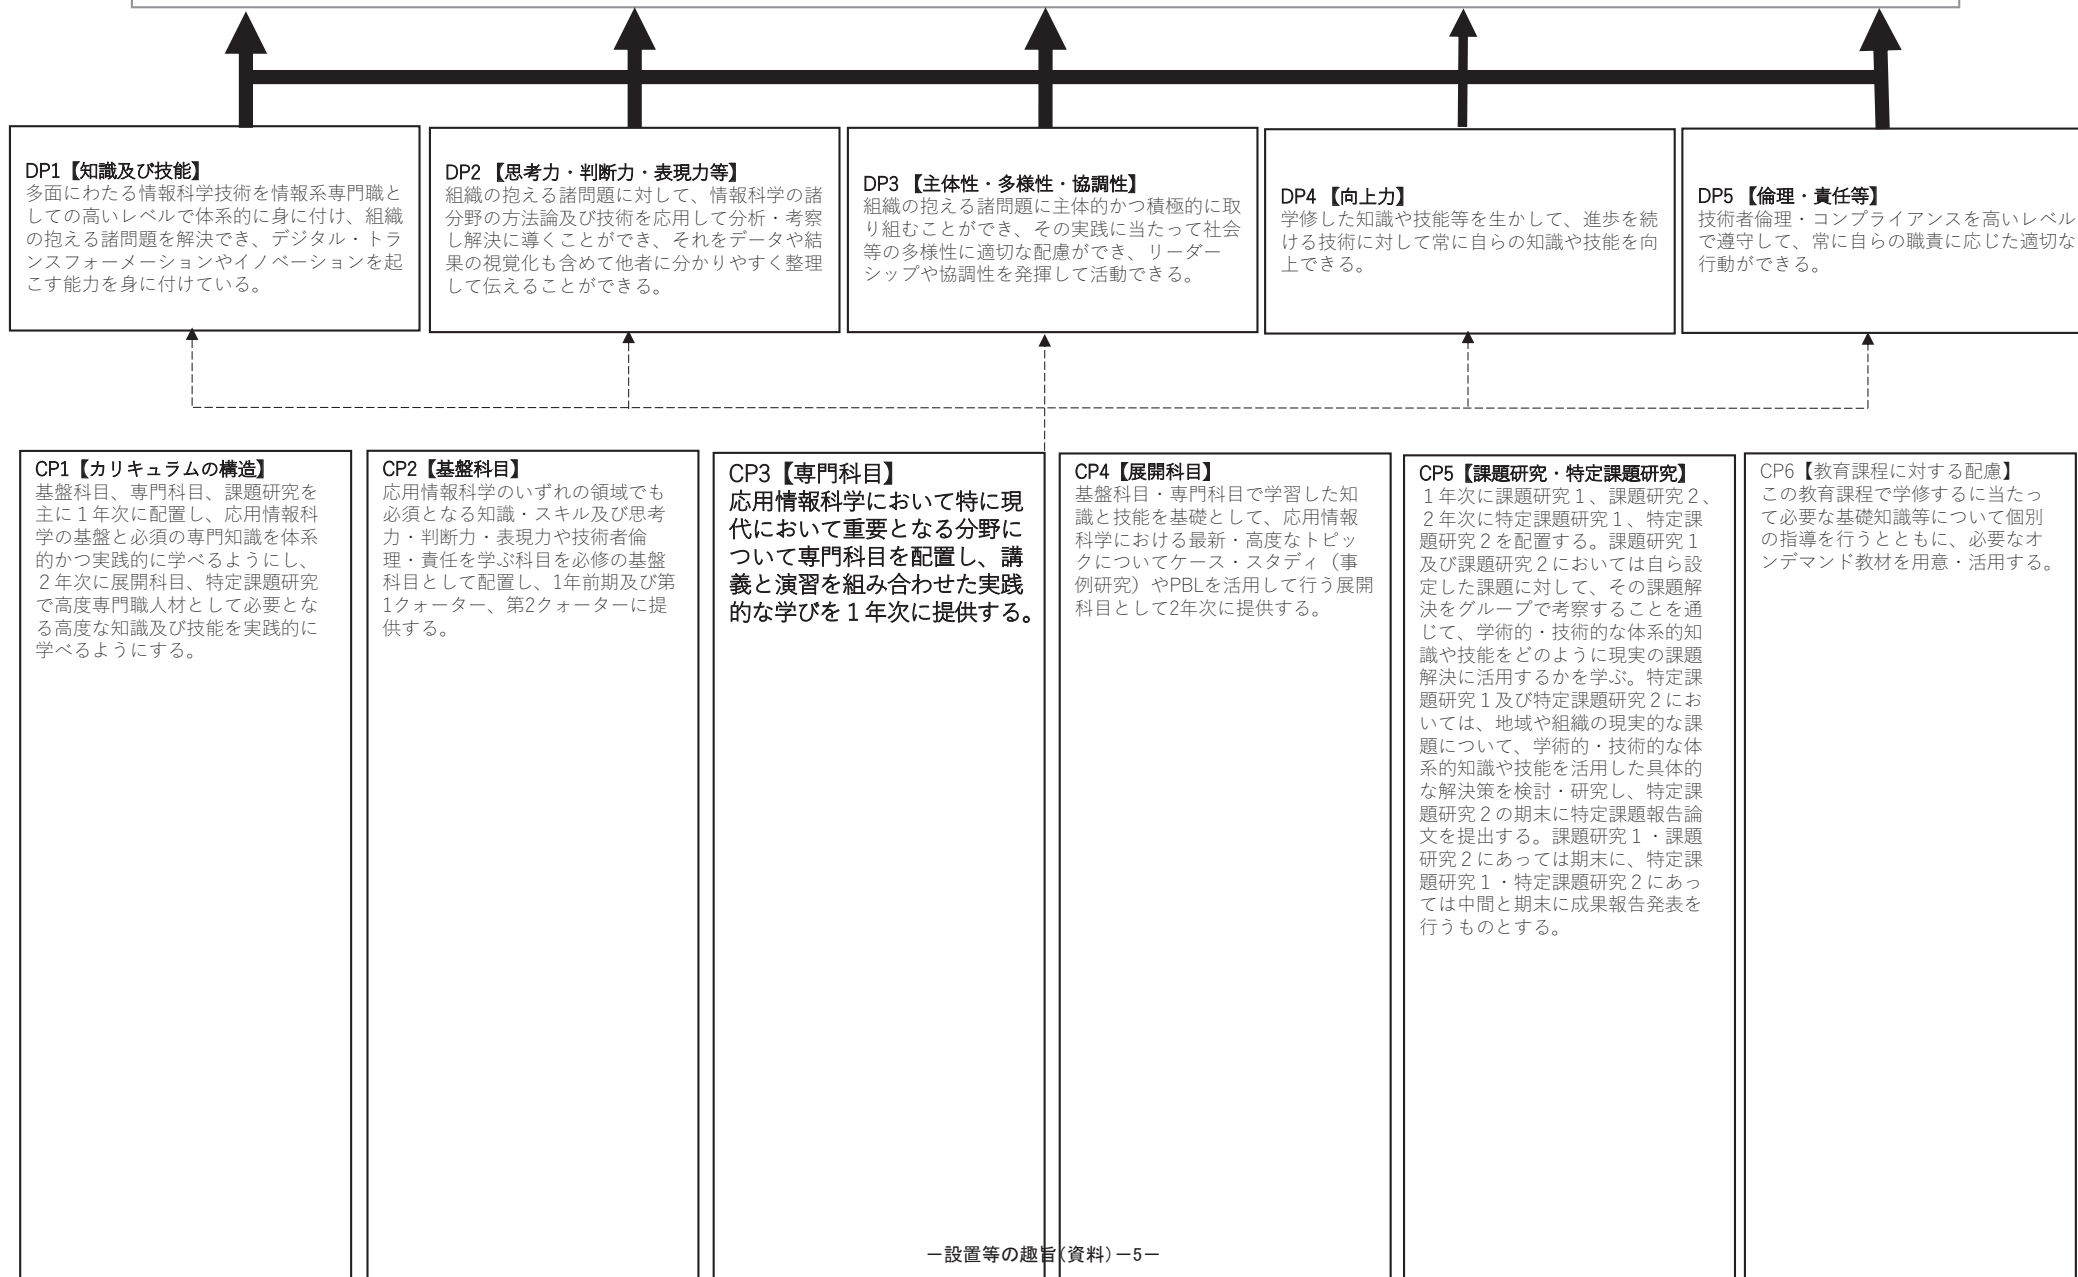 DP1【知識及び技能】
多面にわたる情報科学技術を情報系専門職と
しての高いレベルで体系的に身に付け、組織
の抱える諸問題を解決でき、デジタル・トラ
ンスフォーメーションやイノベーションを起
こす能力を身に付けている。
DP2 【思考力・判断力・表現力等】
組織の抱える諸問題に対して、情報科学の諸
分野の方法論及び技術を応用して分析・考察
し解決に導くことができ、それをデータや結
果の視覚化も含めて他者に分かりやすく整理
して伝えることができる。
DP3 【主体性・多様性・協調性】
組織の抱える諸問題に主体的かつ積極的に取
り組むことができ、その実践に当たって社会
等の多様性に適切な配慮ができ、リーダー
シップや協調性を発揮して活動できる。
DP4 【向上力】
学修した知識や技能等を生かして、進歩を続
ける技術に対して常に自らの知識や技能を向
上できる。
DP5 【倫理・責任等】
技術者倫理・コンプライアンスを高いレベル
で遵守して、常に自らの職責に応じた適切な
行動ができる。
CP1【カリキュラムの構造】
基盤科目、専門科目、課題研究を
主に１年次に配置し、応用情報科
学の基盤と必須の専門知識を体系
的かつ実践的に学べるようにし、
２年次に展開科目、特定課題研究
で高度専門職人材として必要とな
る高度な知識及び技能を実践的に
学べるようにする。
CP2【基盤科目】
応用情報科学のいずれの領域でも
必須となる知識・スキル及び思考
力・判断力・表現力や技術者倫
理・責任を学ぶ科目を必修の基盤
科目として配置し、1年前期及び第
1クォーター、第2クォーターに提
供する。
CP3【専門科目】
応用情報科学において特に現
代において重要となる分野に
ついて専門科目を配置し、講
義と演習を組み合わせた実践
的な学びを１年次に提供する。
CP4【展開科目】
基盤科目・専門科目で学習した知
識と技能を基礎として、応用情報
科学における最新・高度なトピッ
クについてケース・スタディ（事
例研究）やPBLを活用して行う展開
科目として2年次に提供する。
CP5【課題研究・特定課題研究】
１年次に課題研究１、課題研究２、
２年次に特定課題研究１、特定課
題研究２を配置する。課題研究１
及び課題研究２においては自ら設
定した課題に対して、その課題解
決をグループで考察することを通
じて、学術的・技術的な体系的知
識や技能をどのように現実の課題
解決に活用するかを学ぶ。特定課
題研究１及び特定課題研究２にお
いては、地域や組織の現実的な課
題について、学術的・技術的な体
系的知識や技能を活用した具体的
な解決策を検討・研究し、特定課
題研究２の期末に特定課題報告論
文を提出する。課題研究１・課題
研究２にあっては期末に、特定課
題研究１・特定課題研究２にあっ
ては中間と期末に成果報告発表を
行うものとする。
CP6【教育課程に対する配慮】
この教育課程で学修するに当たっ
て必要な基礎知識等について個別
の指導を行うとともに、必要なオ
ンデマンド教材を用意・活用する。
－設置等の趣旨(資料)－5－